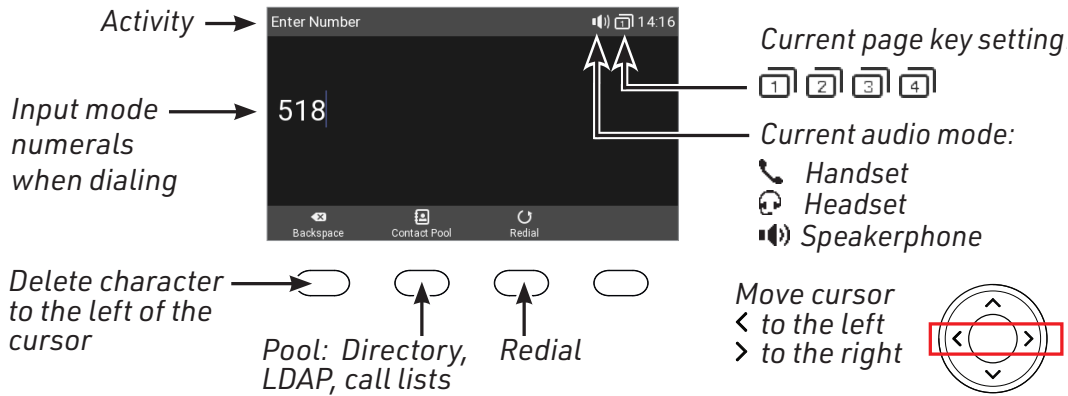 Activity
Enter Number
14:16
Current page key setting
1 2 3 4
Input mode
numerals
when dialing
518
Current audio mode:
Handset
Headset
Speakerphone
Backspace
Contact Pool
Redial
Delete character
to the left of the
cursor
Pool: Directory,
LDAP, call lists
Redial
Move cursor
< to the left
> to the right